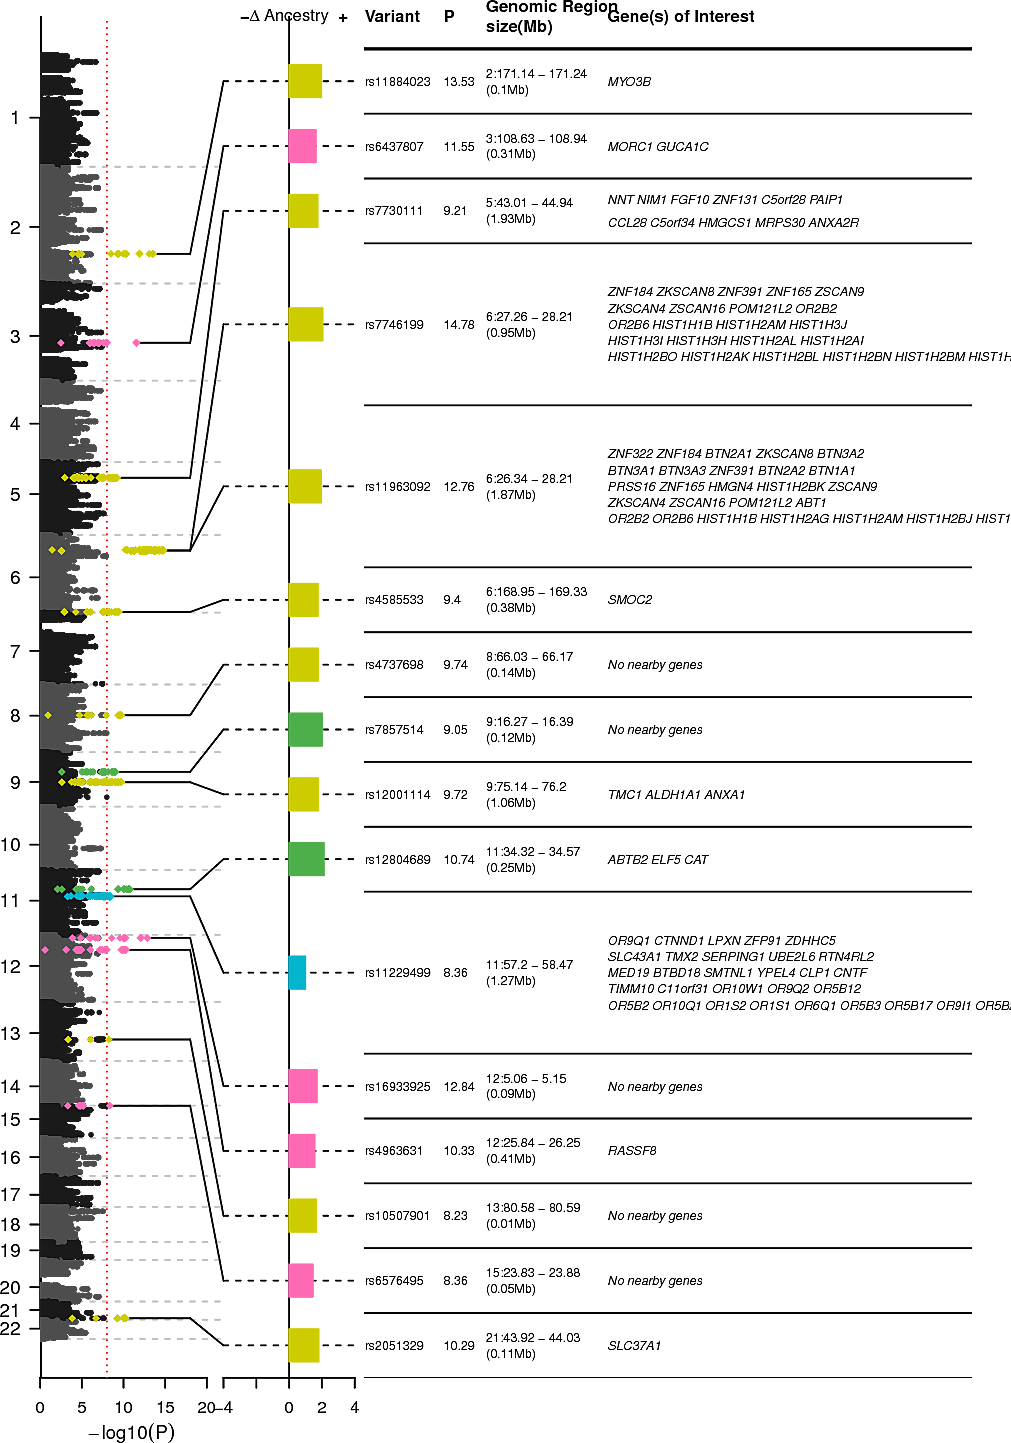 −Δ Ancestry +
Variant P Genomic Region size(Mb) Gene(s) of Interest
rs11884023 13.53 2:171.14 − 171.24 (0.1Mb) MYO3B
rs6437807 11.55 3:108.63 − 108.94 (0.31Mb) MORC1 GUCA1C
rs7730111 9.21 5:43.01 − 44.94 (1.93Mb)
NNT NIM1 FGF10 ZNF131 C5orf28 PAIP1
CCL28 C5orf34 HMGCS1 MRPS30 ANXA2R
rs7746199 14.78 6:27.26 − 28.21 (0.95Mb)
ZNF184 ZKSCAN8 ZNF391 ZNF165 ZSCAN9
ZKSCAN4 ZSCAN16 POM121L2 OR2B2
OR2B6 HIST1H1B HIST1H2AM HIST1H3J
HIST1H3I HIST1H3H HIST1H2AL HIST1H2AI
HIST1H2BO HIST1H2AK HIST1H2BL HIST1H2BN HIST1H2BM HIST1H
rs11963092 12.76 6:26.34 − 28.21 (1.87Mb)
ZNF322 ZNF184 BTN2A1 ZKSCAN8 BTN3A2
BTN3A1 BTN3A3 ZNF391 BTN2A2 BTN1A1
PRSS16 ZNF165 HMGN4 HIST1H2BK ZSCAN9
ZKSCAN4 ZSCAN16 POM121L2 ABT1
OR2B2 OR2B6 HIST1H1B HIST1H2AG HIST1H2AM HIST1H2BJ HIST1
rs4585533 9.4 6:168.95 − 169.33 (0.38Mb) SMOC2
rs4737698 9.74 8:66.03 − 66.17 (0.14Mb) No nearby genes
rs7857514 9.05 9:16.27 − 16.39 (0.12Mb) No nearby genes
rs12001114 9.72 9:75.14 − 76.2 (1.06Mb) TMC1 ALDH1A1 ANXA1
rs12804689 10.74 11:34.32 − 34.57 (0.25Mb) ABTB2 ELF5 CAT
rs11229499 8.36 11:57.2 − 58.47 (1.27Mb)
OR9Q1 CTNND1 LPXN ZFP91 ZDHHC5
SLC43A1 TMX2 SERPING1 UBE2L6 RTN4RL2
MED19 BTBD18 SMTNL1 YPEL4 CLP1 CNTF
TIMM10 C11orf31 OR10W1 OR9Q2 OR5B12
OR5B2 OR10Q1 OR1S2 OR1S1 OR6Q1 OR5B3 OR5B17 OR9I1
rs16933925 12.84 12:5.06 − 5.15 (0.09Mb) No nearby genes
rs4963631 10.33 12:25.84 − 26.25 (0.41Mb) RASSF8
rs10507901 8.23 13:80.58 − 80.59 (0.01Mb) No nearby genes
rs6576495 8.36 15:23.83 − 23.88 (0.05Mb) No nearby genes
rs2051329 10.29 21:43.92 − 44.03 (0.11Mb) SLC37A1
1
2
3
4
5
6
7
8
9
10
11
12
13
14
15
16
17
18
19
20
21
22
0 5 10 15 20 −4 0 2 4
−log10(P)